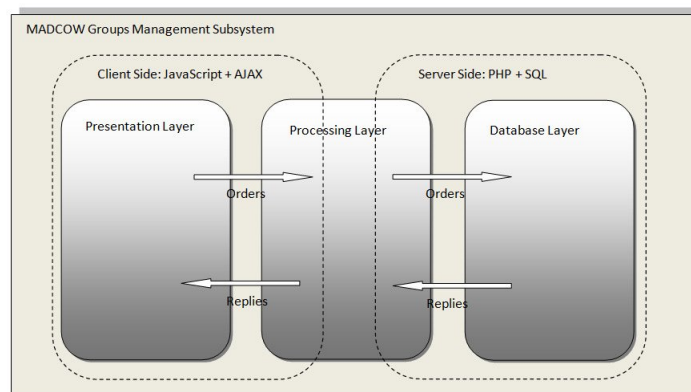 MADCOW Groups Management Subsystem
Client Side: JavaScript + AJAX
Server Side: PHP + SQL
Presentation Layer
Processing Layer
Database Layer
Orders
Orders
Replies
Replies